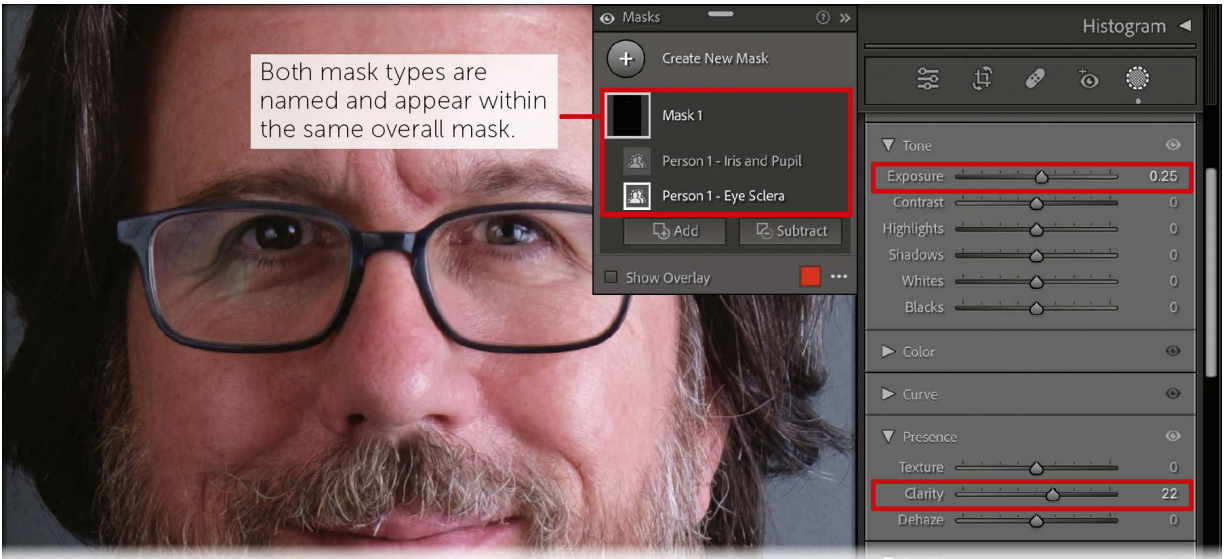 Both mask types are
named and appear within
the same overall mask.
Masks
Create New Mask
Mask 1
Person 1 - Iris and Pupil
Person 1 - Eye Sclera
Add
Subtract
Show Overlay
Histogram
Tone
Exposure 0.25
Contrast 0
Highlights 0
Shadows 0
Whites 0
Blacks 0
Color
Curve
Presence
Texture 0
Clarity 22
Dehaze 0